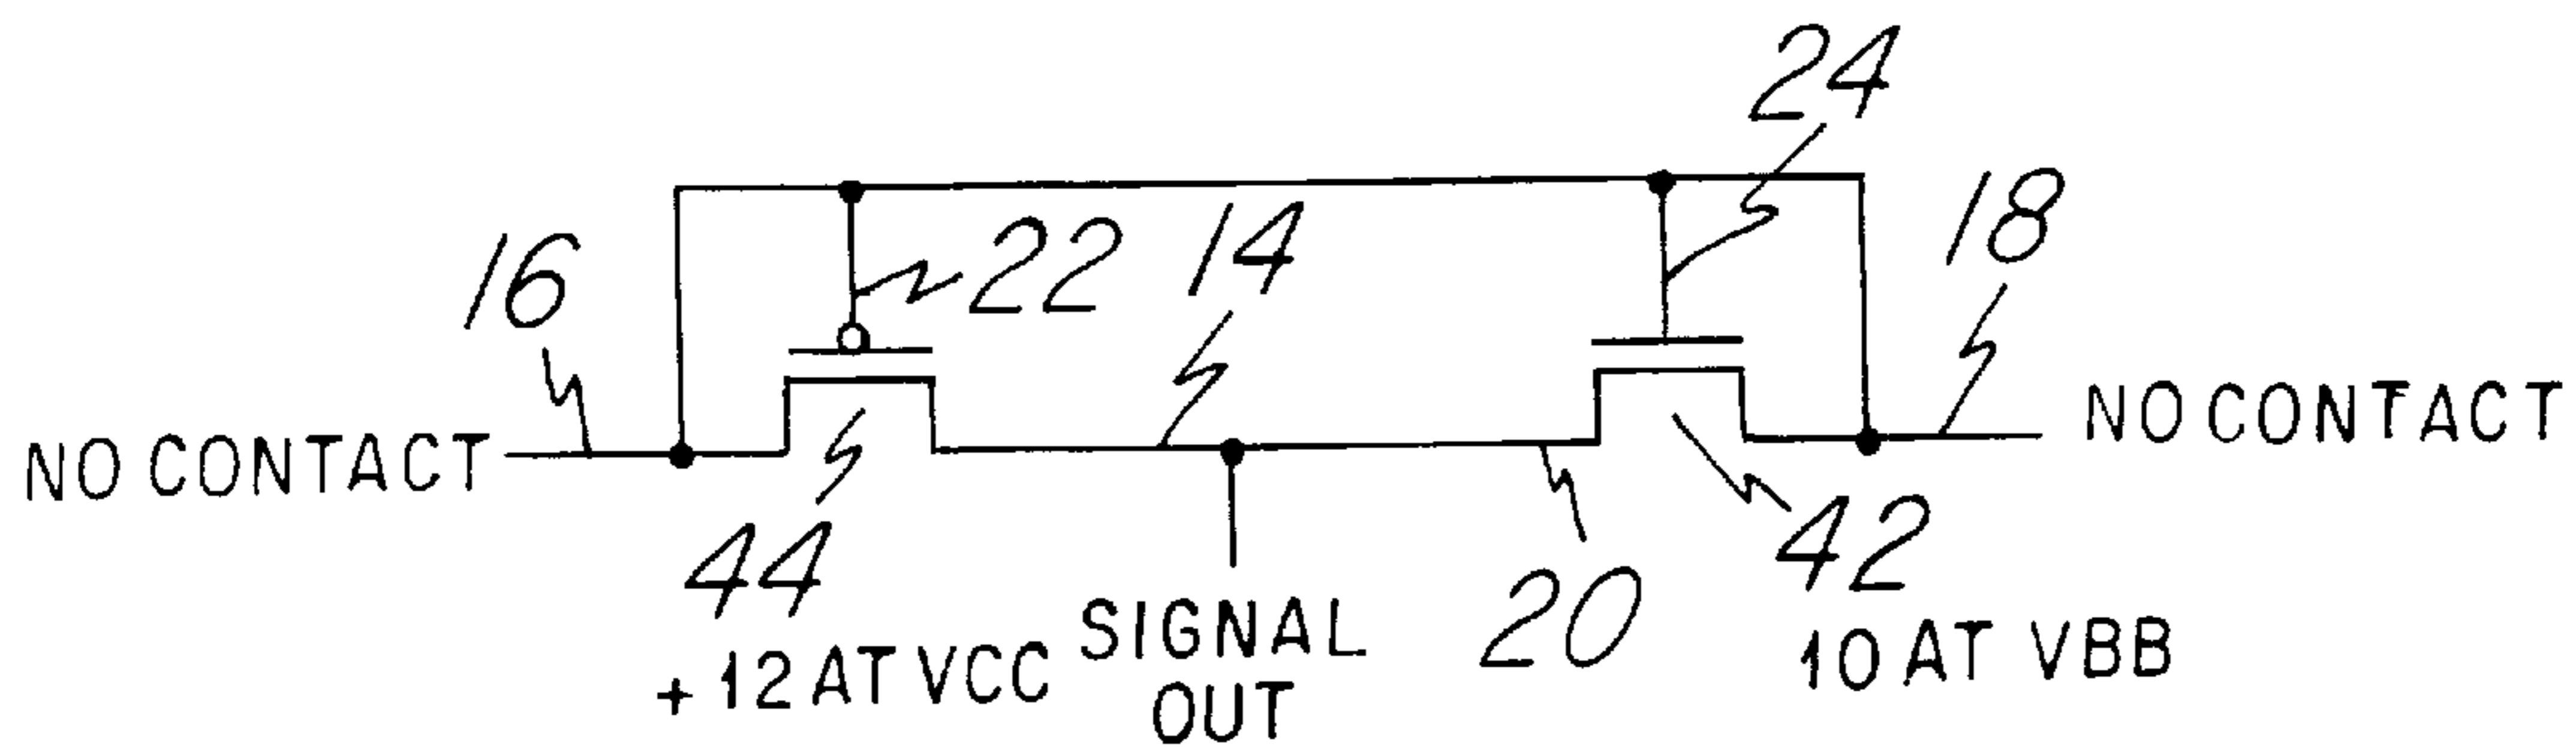 24
18
16
22
14
NO CONTACT
NO CONTACT
44
42
20
+12 AT VCC
SIGNAL
OUT
10 AT VBB